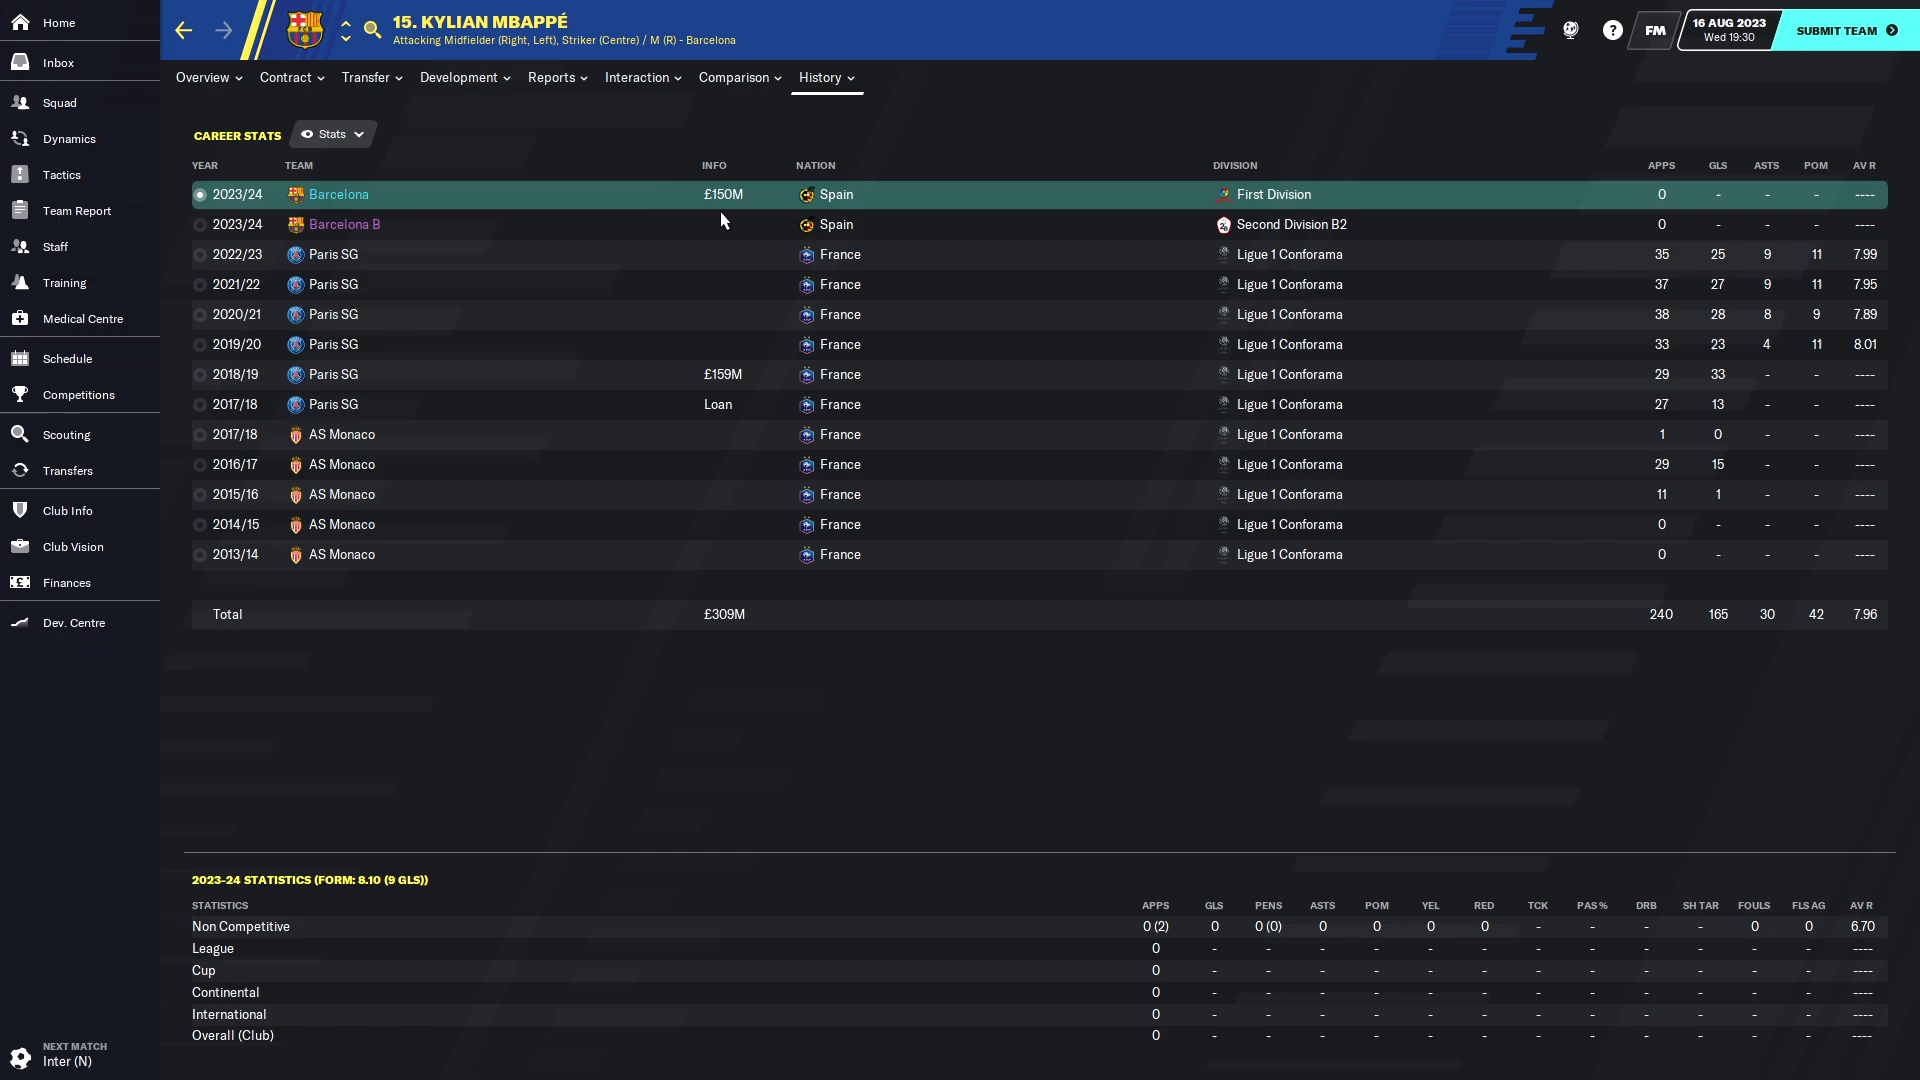 Home
Inbox
Squad
Dynamics
Tactics
Team Report
Staff
Training
Medical Centre
Schedule
Competitions
Scouting
Transfers
Club Info
Club Vision
Finances
Dev. Centre
NEXT MATCH
Inter (N)
15. KYLIAN MBAPPÉ
Attacking Midfielder (Right, Left), Striker (Centre) / M (R) - Barcelona
FM
16 AUG 2023
Wed 19:30
SUBMIT TEAM
Overview Contract Transfer Development Reports Interaction Comparison History
CAREER STATS Stats
YEAR TEAM INFO NATION DIVISION APPS GLS ASTS POM AV R
2023/24 Barcelona £150M Spain First Division 0 - - - ----
2023/24 Barcelona B Spain Second Division B2 0 - - - ----
2022/23 Paris SG France Ligue 1 Conforama 35 25 9 11 7.99
2021/22 Paris SG France Ligue 1 Conforama 37 27 9 11 7.95
2020/21 Paris SG France Ligue 1 Conforama 38 28 8 9 7.89
2019/20 Paris SG France Ligue 1 Conforama 33 23 4 11 8.01
2018/19 Paris SG £159M France Ligue 1 Conforama 29 33 - - ----
2017/18 Paris SG Loan France Ligue 1 Conforama 27 13 - - ----
2017/18 AS Monaco France Ligue 1 Conforama 1 0 - - ----
2016/17 AS Monaco France Ligue 1 Conforama 29 15 - - ----
2015/16 AS Monaco France Ligue 1 Conforama 11 1 - - ----
2014/15 AS Monaco France Ligue 1 Conforama 0 - - - ----
2013/14 AS Monaco France Ligue 1 Conforama 0 - - - ----
Total £309M 240 165 30 42 7.96
2023-24 STATISTICS (FORM: 8.10 (9 GLS))
STATISTICS APPS GLS PENS ASTS POM YEL RED TCK PAS % DRB SH TAR FOULS FLS AG AV R
Non Competitive 0 (2) 0 0 (0) 0 0 0 0 - - - - 0 0 6.70
League 0 - - - - - - - - - - - - ----
Cup 0 - - - - - - - - - - - - ----
Continental 0 - - - - - - - - - - - - ----
International 0 - - - - - - - - - - - - ----
Overall (Club) 0 - - - - - - - - - - - - ----